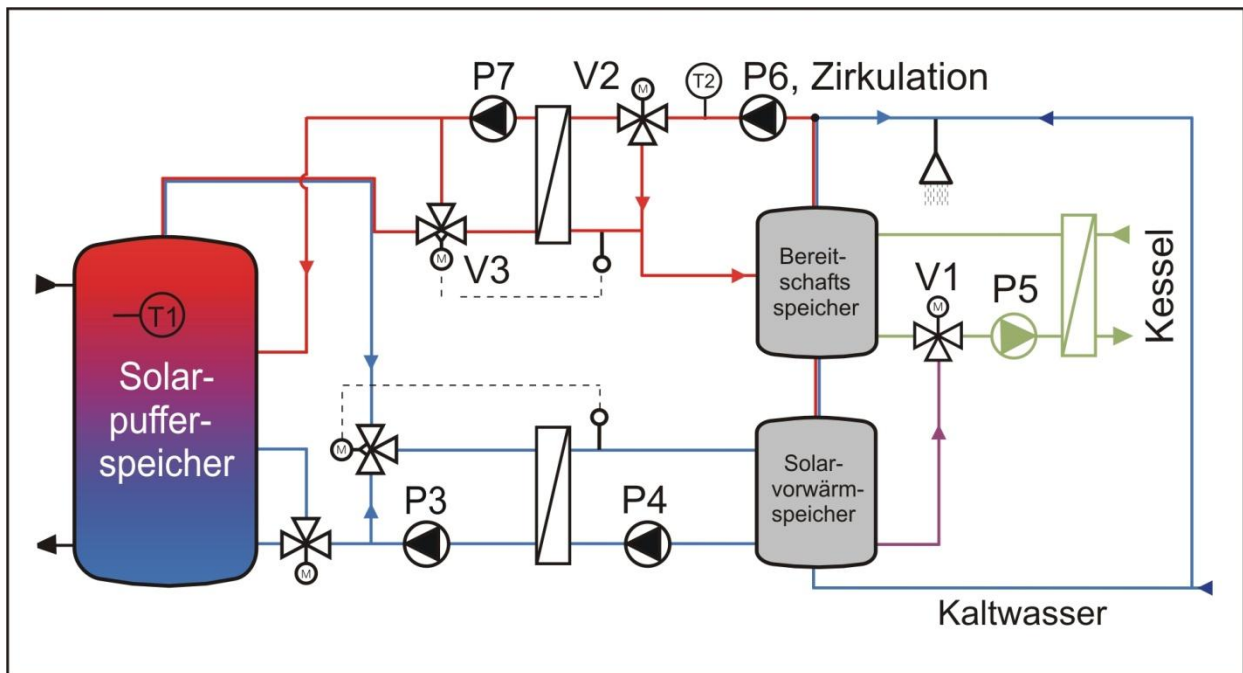 P7
V2
T2
P6, Zirkulation
M
M
V3
T1
Solar-
puffer-
speicher
Bereit-
schafts
speicher
V1
M
P5
Kessel
M
P3
P4
Solar-
vorwärm-
speicher
M
Kaltwasser